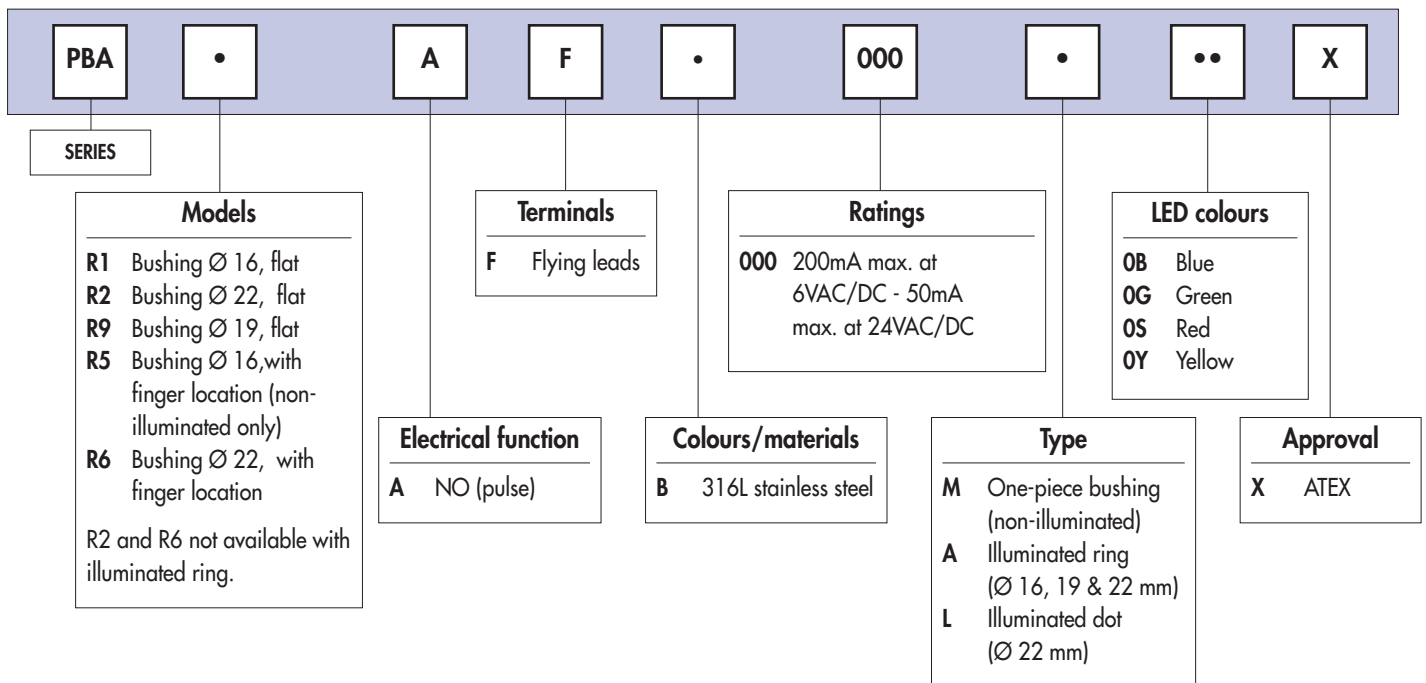 PBA • A F • 000 • •• X
SERIES
Models
R1 Bushing Ø 16, flat
R2 Bushing Ø 22, flat
R9 Bushing Ø 19, flat
R5 Bushing Ø 16,with
finger location (non-
illuminated only)
R6 Bushing Ø 22, with
finger location
R2 and R6 not available with
illuminated ring.
Electrical function
A NO (pulse)
Terminals
F Flying leads
Colours/materials
B 316L stainless steel
Ratings
000 200mA max. at
6VAC/DC - 50mA
max. at 24VAC/DC
Type
M One-piece bushing
(non-illuminated)
A Illuminated ring
(Ø 16, 19 & 22 mm)
L Illuminated dot
(Ø 22 mm)
LED colours
0B Blue
0G Green
0S Red
0Y Yellow
Approval
X ATEX